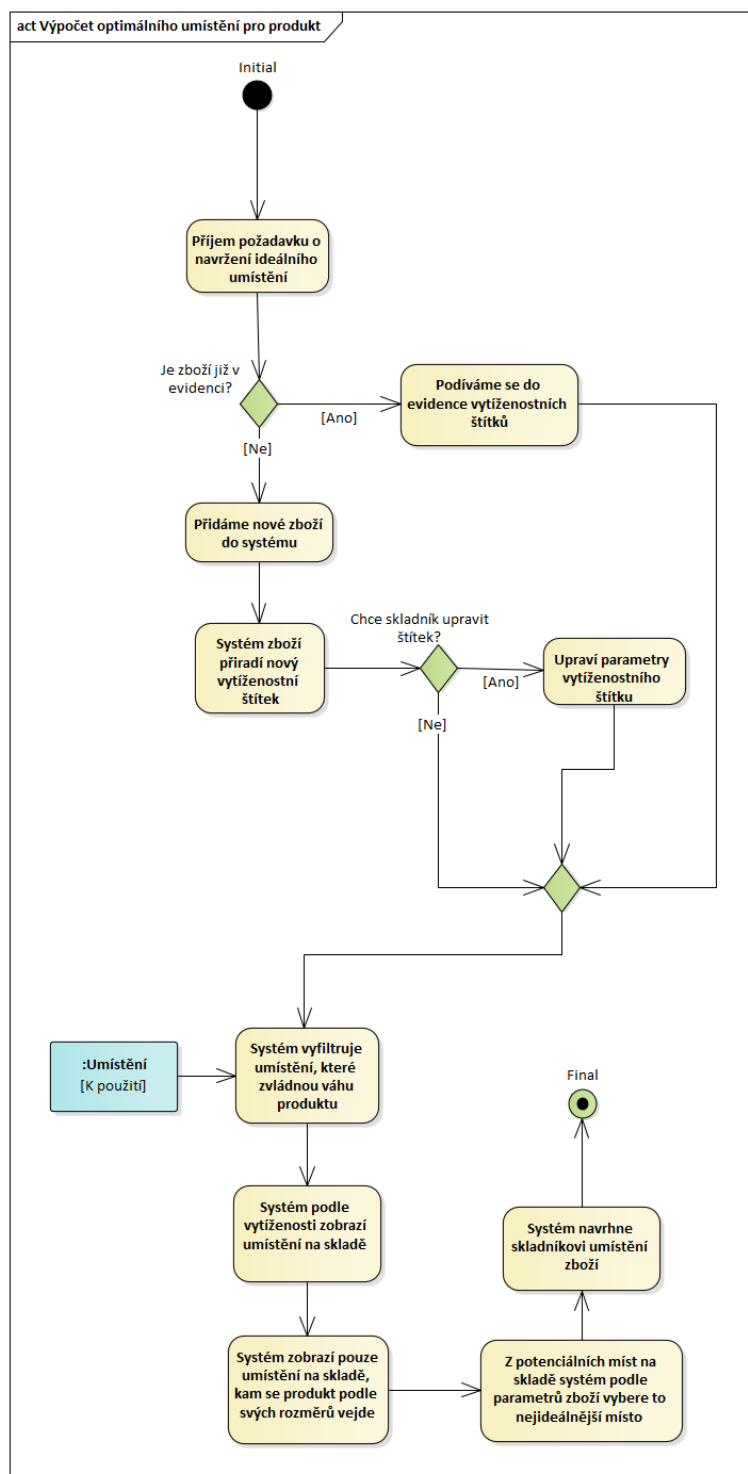 act Výpočet optimálního umístění pro produkt
Initial
Příjem požadavku o
navržení ideálního
umístění
Je zboží již v
evidenci?
[Ano]
Podíváme se do
evidence vytíženostních
štítků
[Ne]
Přidáme nové zboží
do systému
Systém zboží
přiradí nový
vytíženostní
štítek
Chce skladník upravit
štítek?
[Ano]
Upraví parametry
vytíženostního
štítku
[Ne]
:Umístění
[K použití]
Systém vyfiltruje
umístění, které
zvládnou váhu
produktu
Final
Systém podle
vytíženosti zobrazí
umístění na skladě
Systém navrhne
skladníkovi umístění
zboží
Systém zobrazí pouze
umístění na skladě,
kam se produkt podle
svých rozměrů vejde
Z potenciálních míst na
skladě systém podle
parametrů zboží vybere to
nejideálnější místo